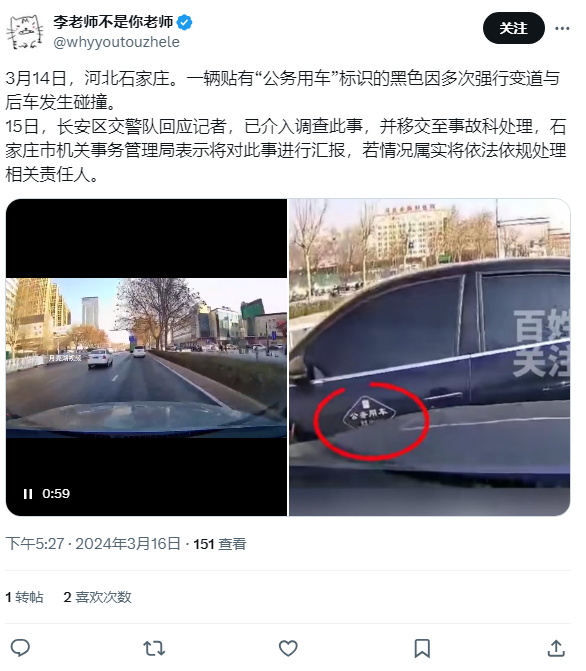 李老师不是你老师
@whyyoutouzhele
关注
3月14日，河北石家庄。一辆贴有“公务用车”标识的黑色因多次强行变道与
后车发生碰撞。
15日，长安区交警队回应记者，已介入调查此事，并移交至事故科处理，石
家庄市机关事务管理局表示将对此事进行汇报，若情况属实将依法依规处理
相关责任人。
月亮湖视频
百姓
关注
公务用车
0:59
下午5:27 · 2024年3月16日 · 151 查看
1 转帖 2 喜欢次数